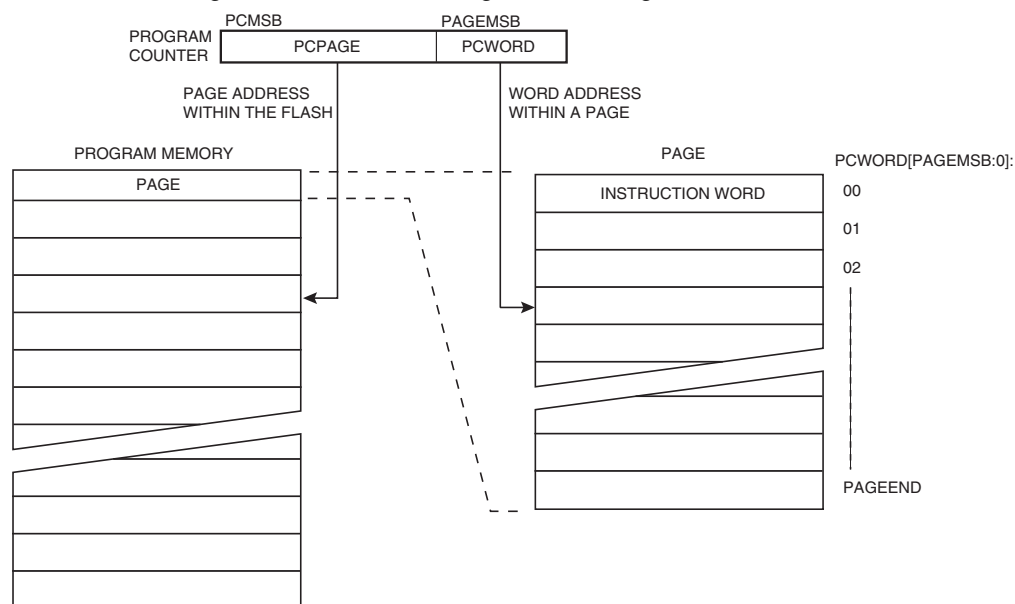 PCMSB PAGEMSB
PROGRAM
COUNTER
PCPAGE PCWORD
PAGE ADDRESS
WITHIN THE FLASH
WORD ADDRESS
WITHIN A PAGE
PROGRAM MEMORY
PAGE
PAGE
INSTRUCTION WORD
PCWORD[PAGEMSB:0]:
00
01
02
PAGEEND